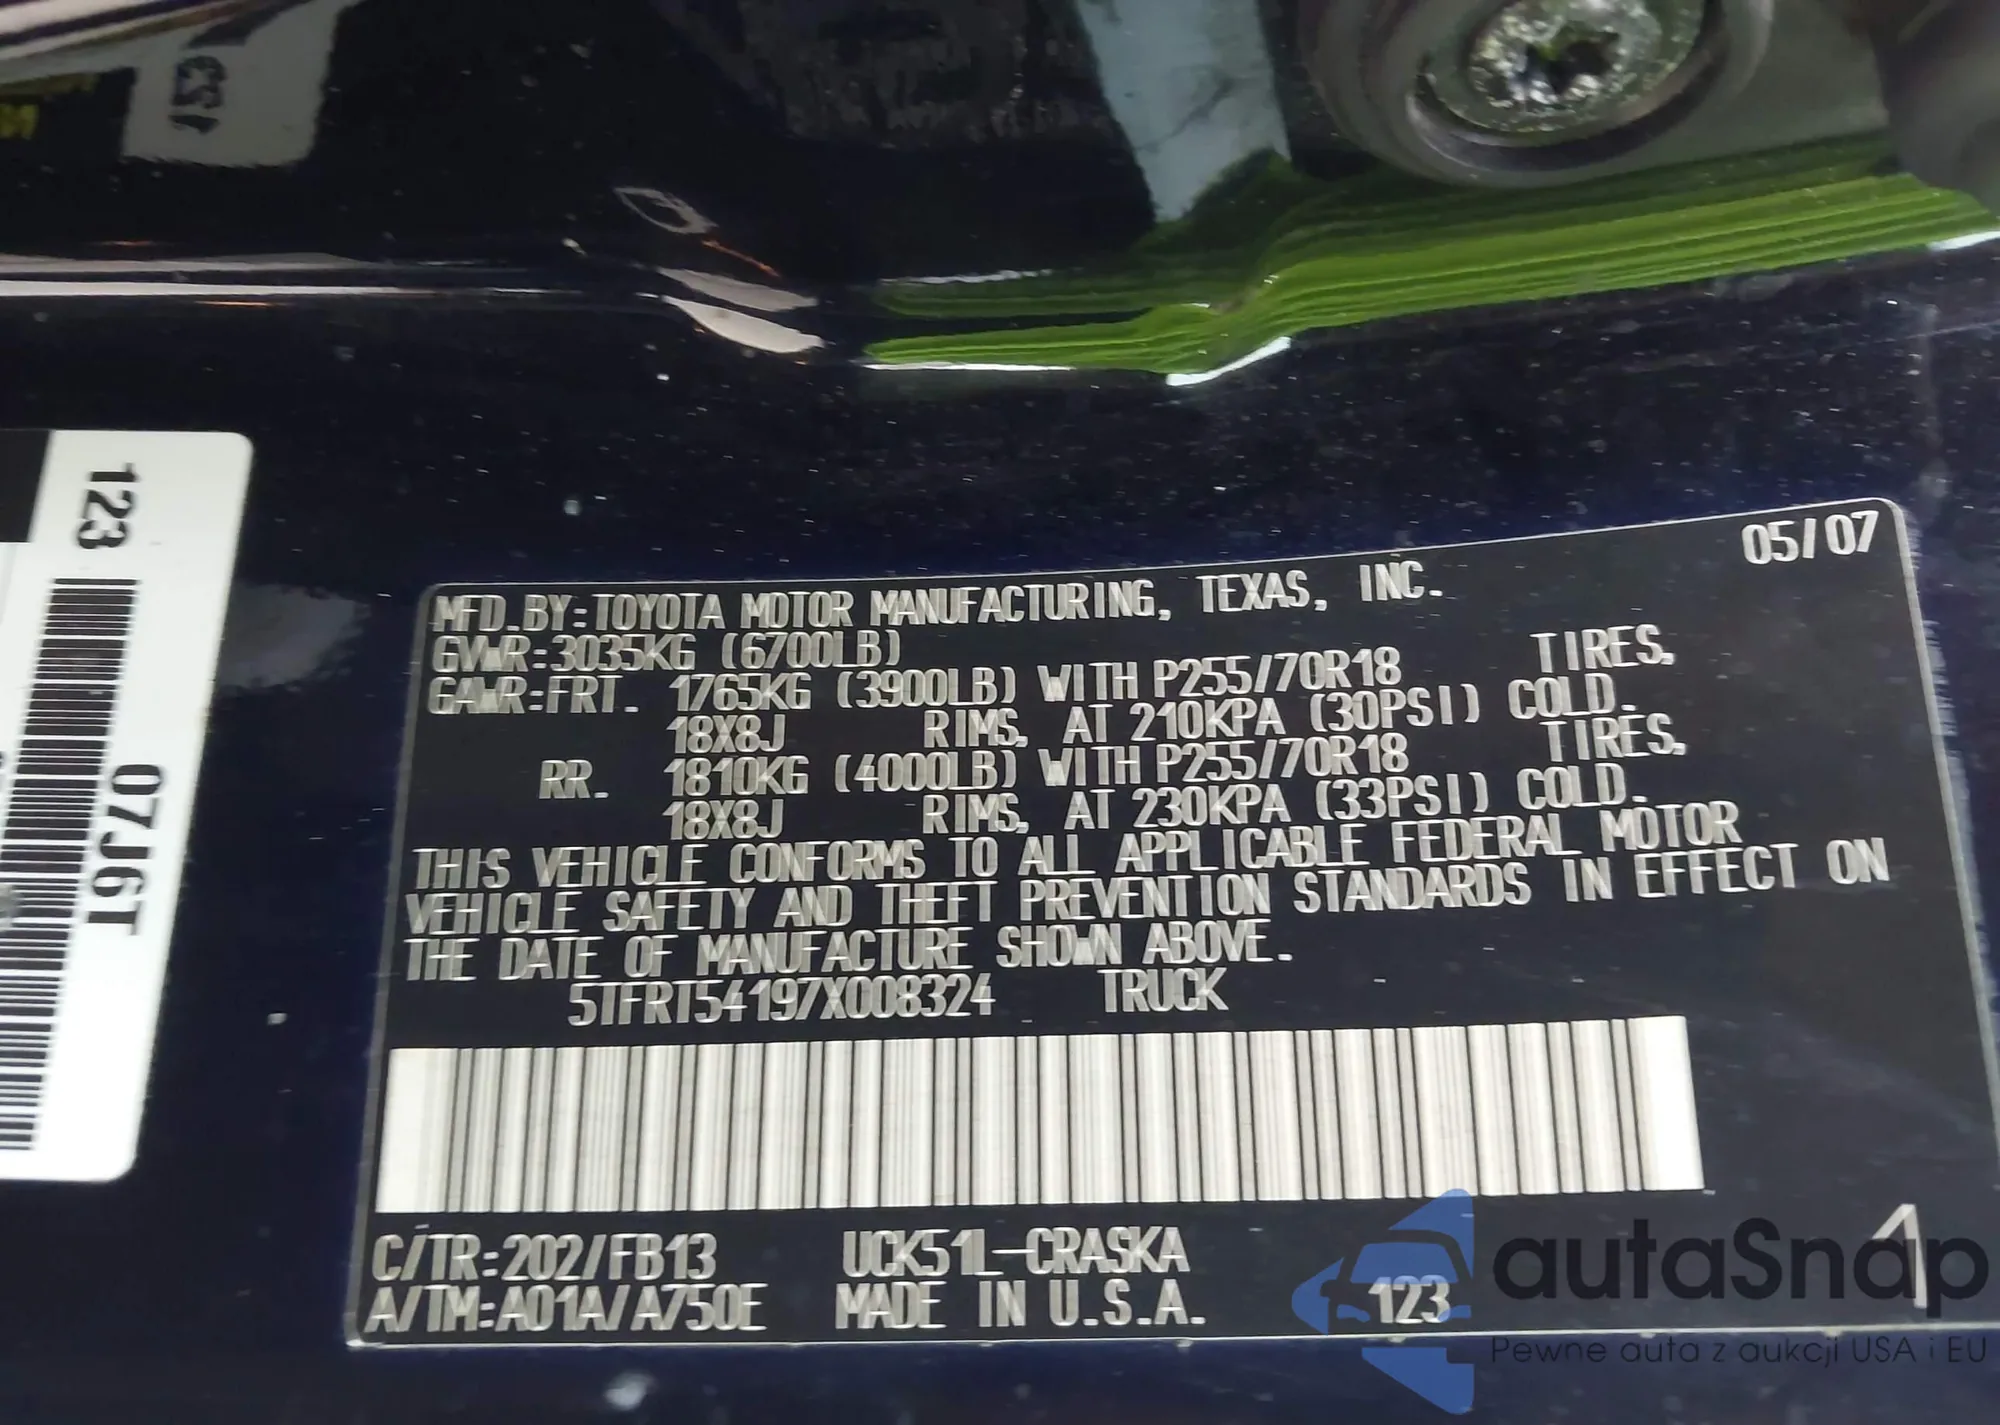 123
07J6T
05/07
MFD. BY: TOYOTA MOTOR MANUFACTURING, TEXAS, INC.
GVWR: 3035KG (6700LB)
GAWR: FRT. 1765KG (3900LB) WITH P255/70R18 TIRES,
18X8J RIMS, AT 210KPA (30PSI) COLD.
RR. 1810KG (4000LB) WITH P255/70R18 TIRES,
18X8J RIMS, AT 230KPA (33PSI) COLD.
THIS VEHICLE CONFORMS TO ALL APPLICABLE FEDERAL MOTOR
VEHICLE SAFETY AND THEFT PREVENTION STANDARDS IN EFFECT ON
THE DATE OF MANUFACTURE SHOWN ABOVE.
5TFRT54197X008324 TRUCK
C/TR: 202/FB13 UCK51L-CRASKA
A/TM: A01A/A750E MADE IN U.S.A. 123
1
autaSnap
Pewne auta z aukcji USA i EU